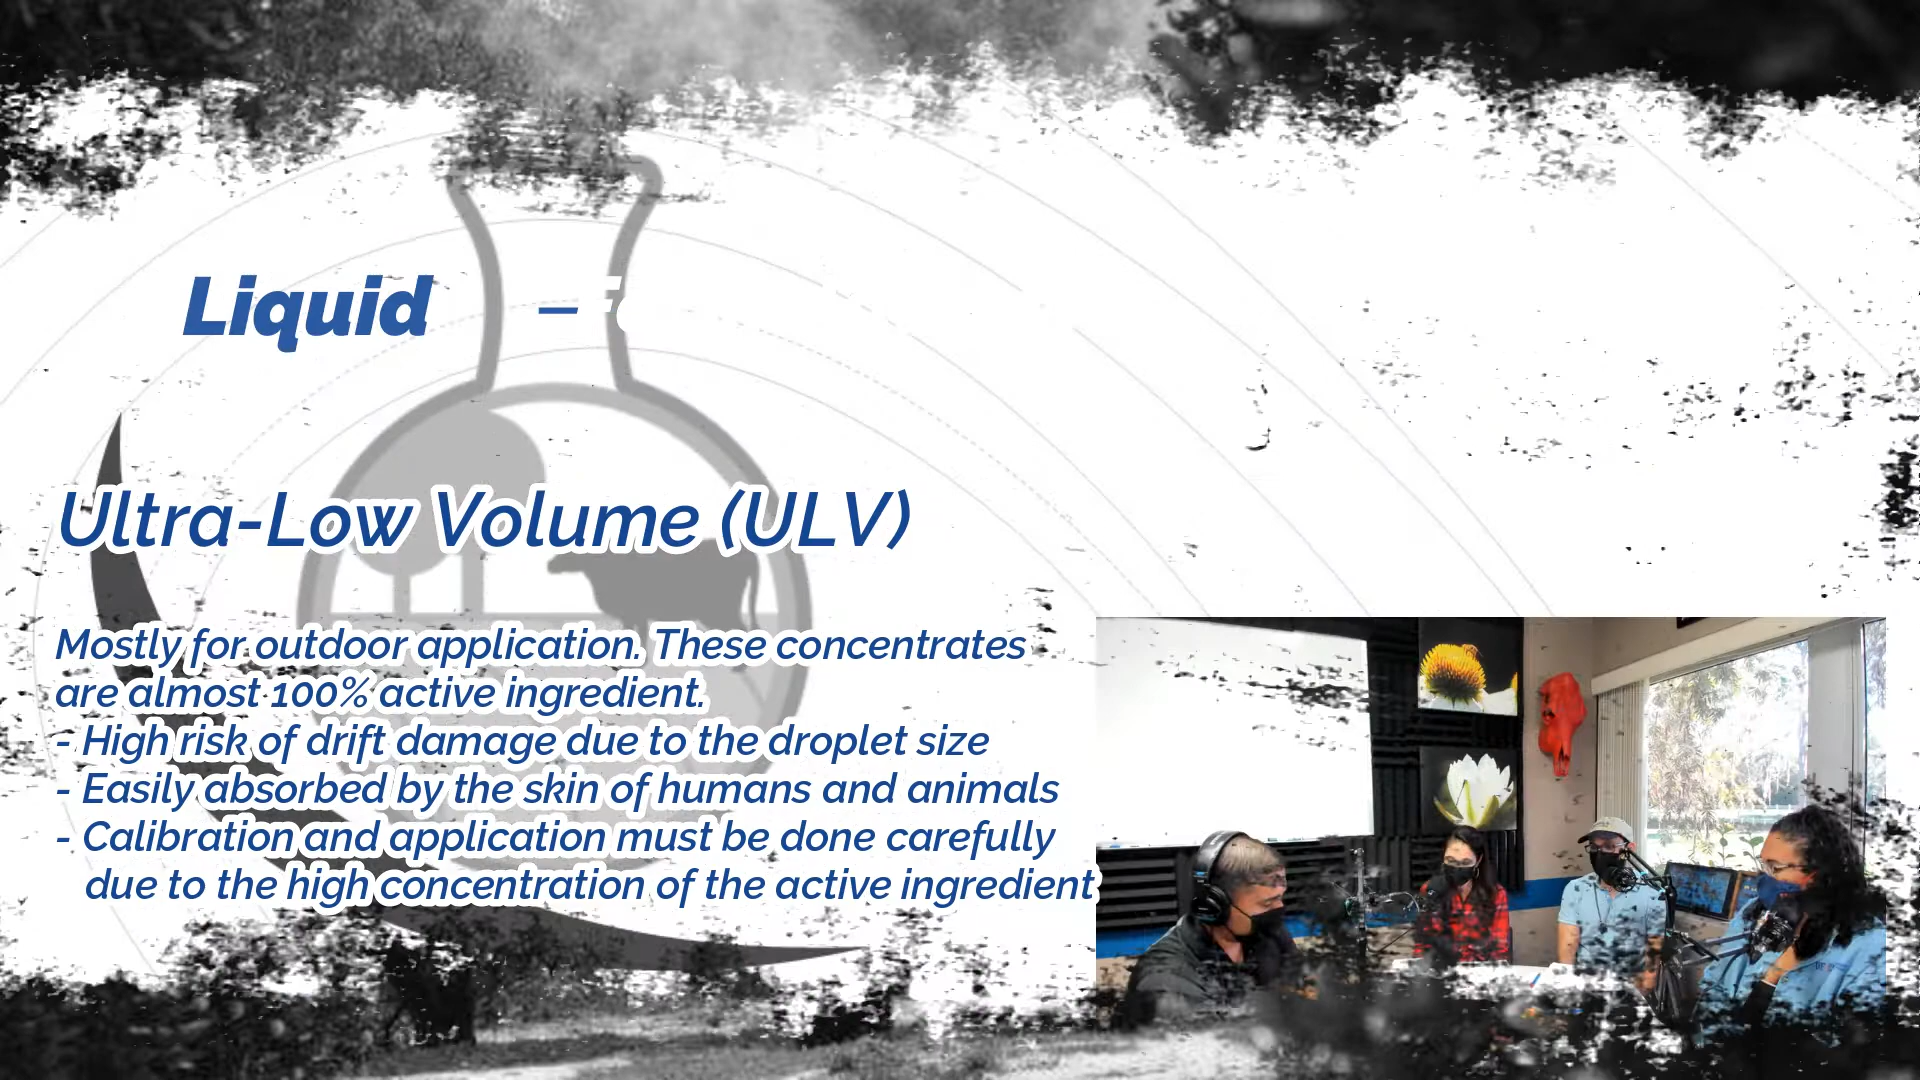 Liquid –
Ultra-Low Volume (ULV)
Mostly for outdoor application. These concentrates
are almost 100% active ingredient.
- High risk of drift damage due to the droplet size
- Easily absorbed by the skin of humans and animals
- Calibration and application must be done carefully
due to the high concentration of the active ingredient